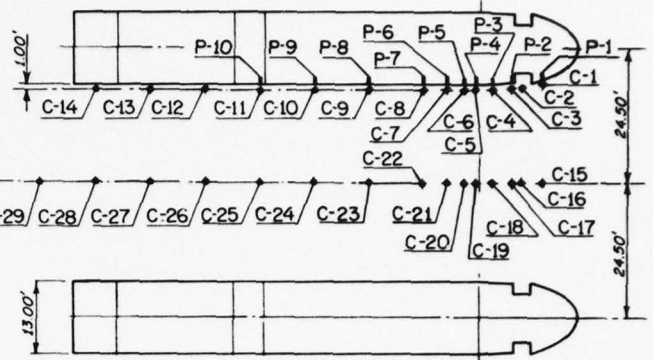 P-3
P-6 P-5 P-4 P-2 P-1
P-10 P-9 P-8 P-7
1.00'
C-1
C-14 C-13 C-12 C-11 C-10 C-9 C-8 C-2
C-7 C-6 C-4 C-3
C-5
24.50'
C-22
C-15
-29 C-28 C-27 C-26 C-25 C-24 C-23 C-21 C-16
C-18 C-17
C-20 C-19
24.50'
13.00'